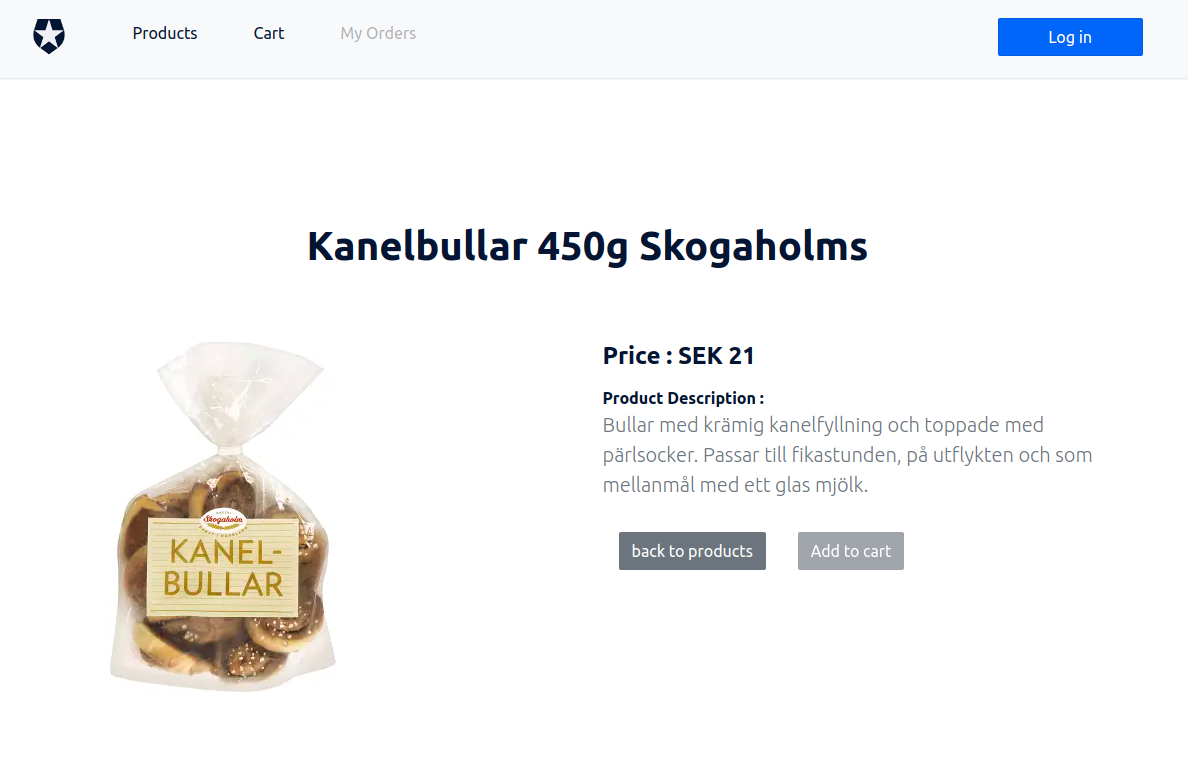 Products
Cart
My Orders
Log in
Kanelbullar 450g Skogaholms
Price : SEK 21
Product Description :
Bullar med krämig kanelfyllning och toppade med
pärlsocker. Passar till fikastunden, på utflykten och som
mellanmål med ett glas mjölk.
back to products
Add to cart
Skogaholm
KANEL-
BULLAR